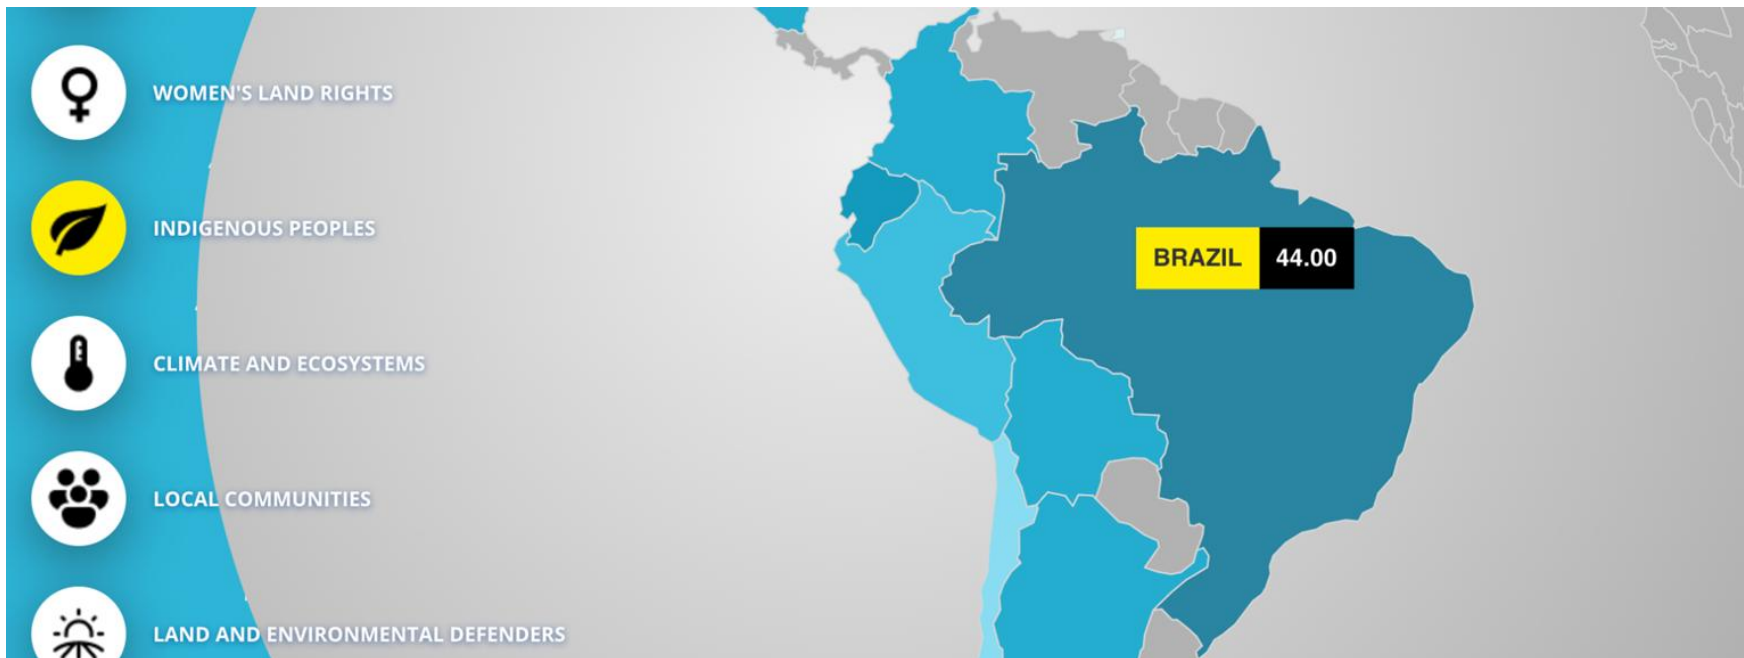 WOMEN'S LAND RIGHTS
INDIGENOUS PEOPLES
BRAZIL 44.00
CLIMATE AND ECOSYSTEMS
LOCAL COMMUNITIES
LAND AND ENVIRONMENTAL DEFENDERS